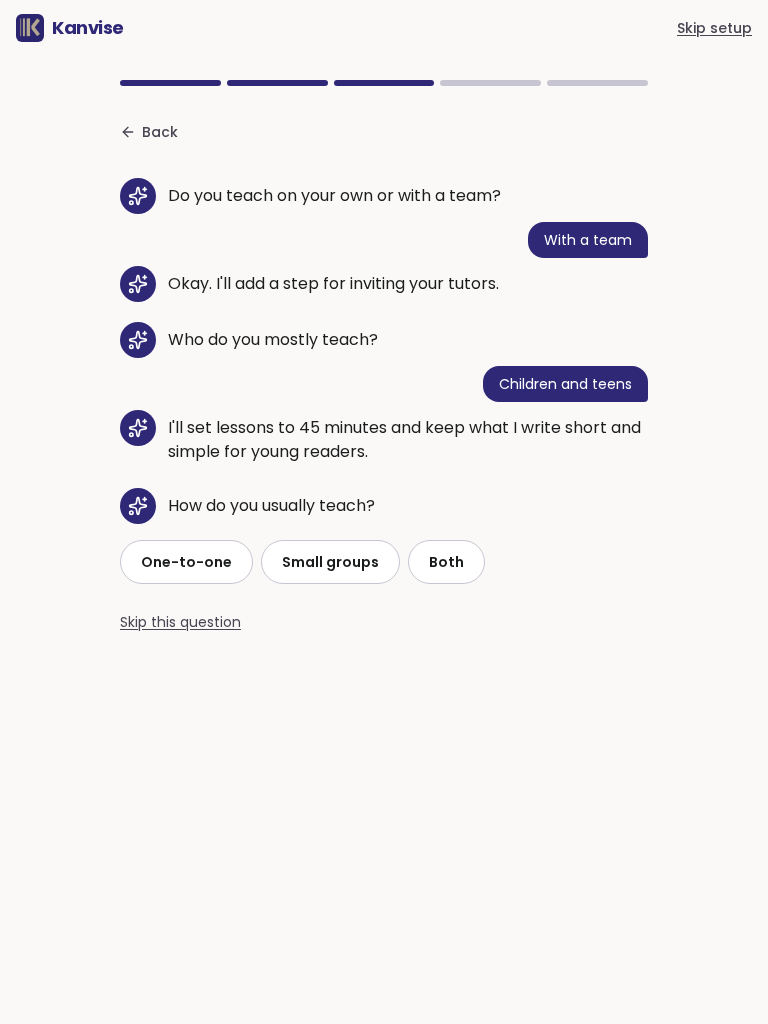 Kanvise
Skip setup
Back
Do you teach on your own or with a team?
With a team
Okay. I'll add a step for inviting your tutors.
Who do you mostly teach?
Children and teens
I'll set lessons to 45 minutes and keep what I write short and
simple for young readers.
How do you usually teach?
One-to-one
Small groups
Both
Skip this question